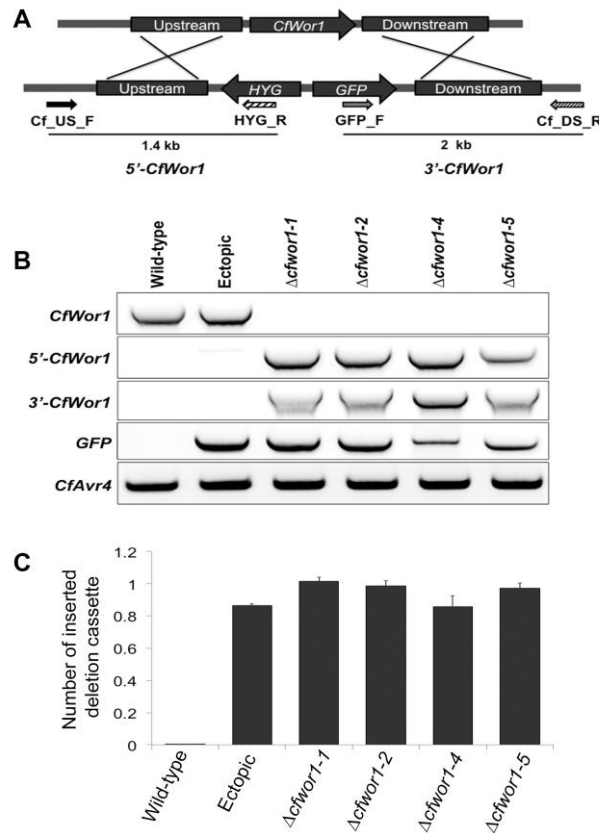 A
Upstream CfWor1 Downstream
Upstream HYG GFP Downstream
Cf_US_F HYG_R GFP_F Cf_DS_R
1.4 kb 2 kb
5’-CfWor1 3’-CfWor1
B
Wild-type Ectopic Δcfwor1-1 Δcfwor1-2 Δcfwor1-4 Δcfwor1-5
CfWor1
5’-CfWor1
3’-CfWor1
GFP
CfAvr4
C
Number of inserted
deletion cassette
1.2
1
0.8
0.6
0.4
0.2
0
Wild-type Ectopic Δcfwor1-1 Δcfwor1-2 Δcfwor1-4 Δcfwor1-5